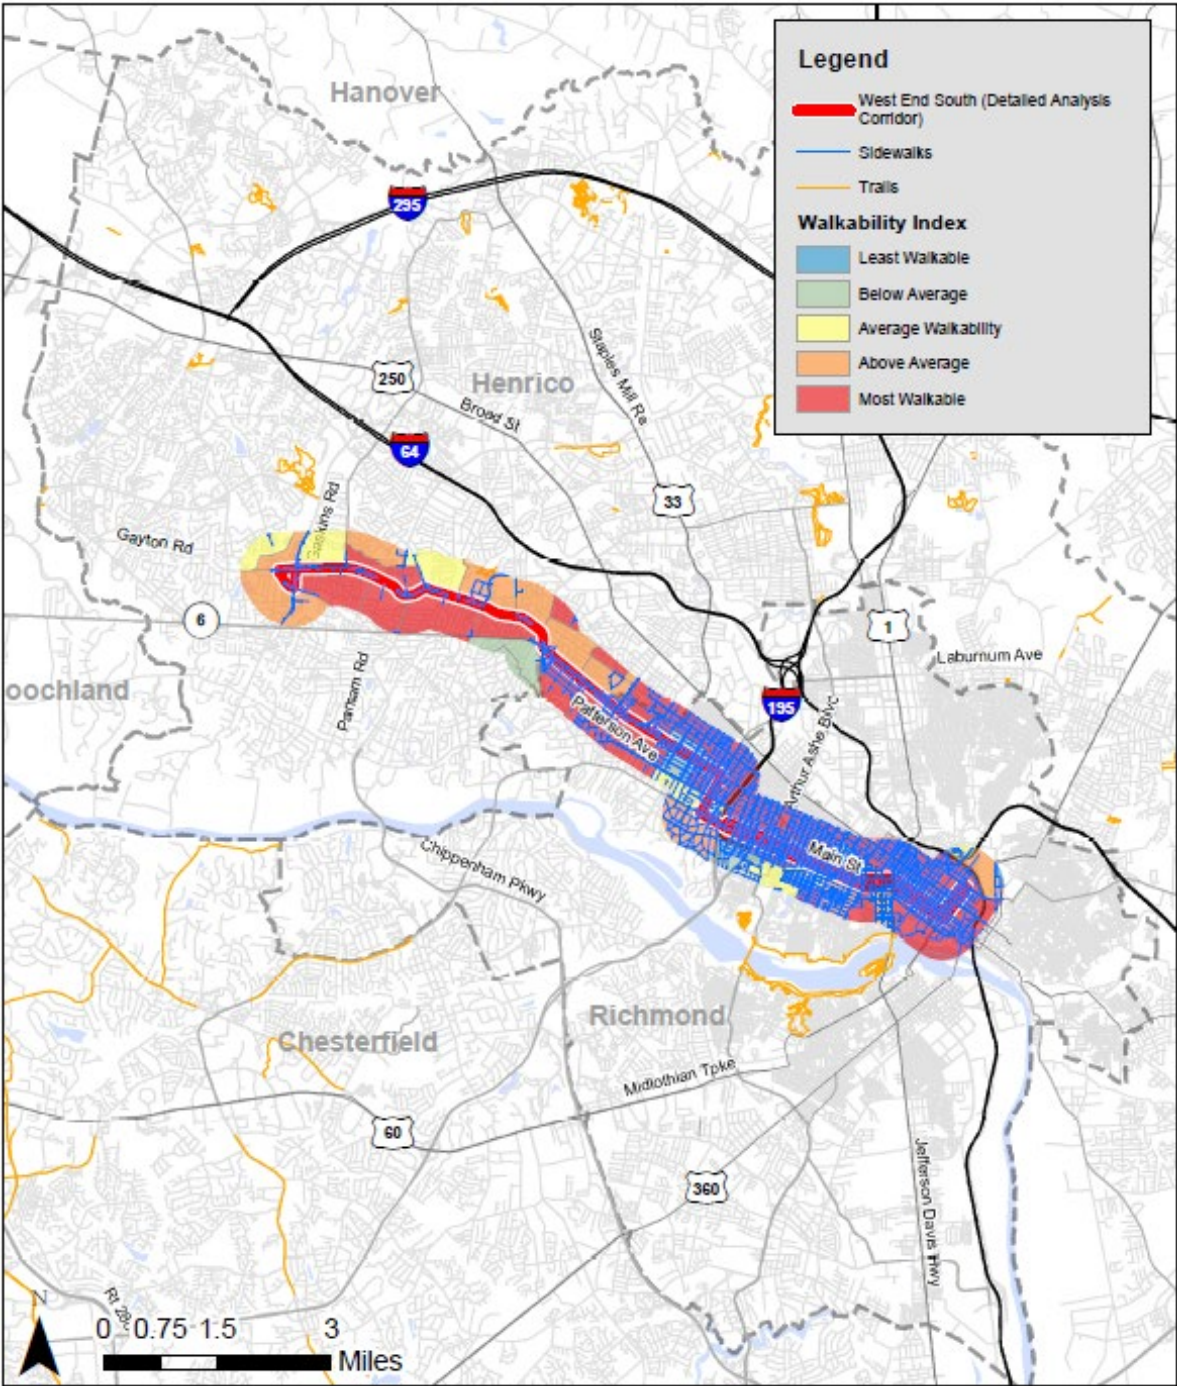 Legend
West End South (Detailed Analysis
Corridor)
Sidewalks
Trails
Walkability Index
Least Walkable
Below Average
Average Walkability
Above Average
Most Walkable
Hanover
295
250
Henrico
Staples Mill Rd
Broad St
64
33
Gaskins Rd
Gayton Rd
6
1
Laburnum Ave
oochland
Parham Rd
195
Patterson Ave
Arthur Ashe Blvd
Main St
Chippenham Pkwy
Richmond
Chesterfield
Midlothian Tpke
60
360
Jefferson Davis Hwy
N
0 0.75 1.5 3
Miles